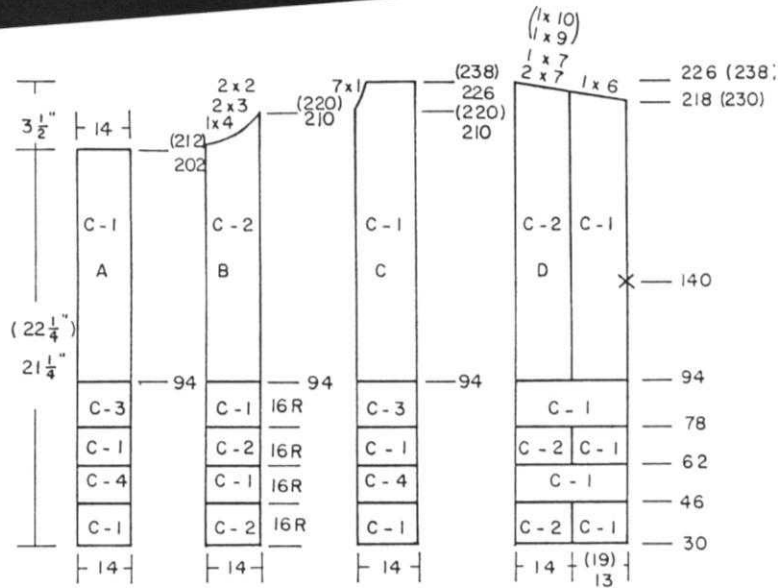 (1 x 10)
(1 x 9)
1 x 7
2 x 7
1 x 6
226 (238)
218 (230)
2 x 2
2 x 3
1x4
(220)
210
7x1
(238)
226
(220)
210
3 1/2"
14
(212)
202
C-1
A
C-2
B
C-1
C
C-2
D
C-1
140
(22 1/4")
21 1/4"
94
94
94
94
C-3
C-1
16R
C-3
C-1
78
C-1
C-2
16R
C-1
C-2
C-1
62
C-4
C-1
16R
C-4
C-1
46
C-1
C-2
16R
C-1
C-2
C-1
30
14
14
14
14
(19)
13